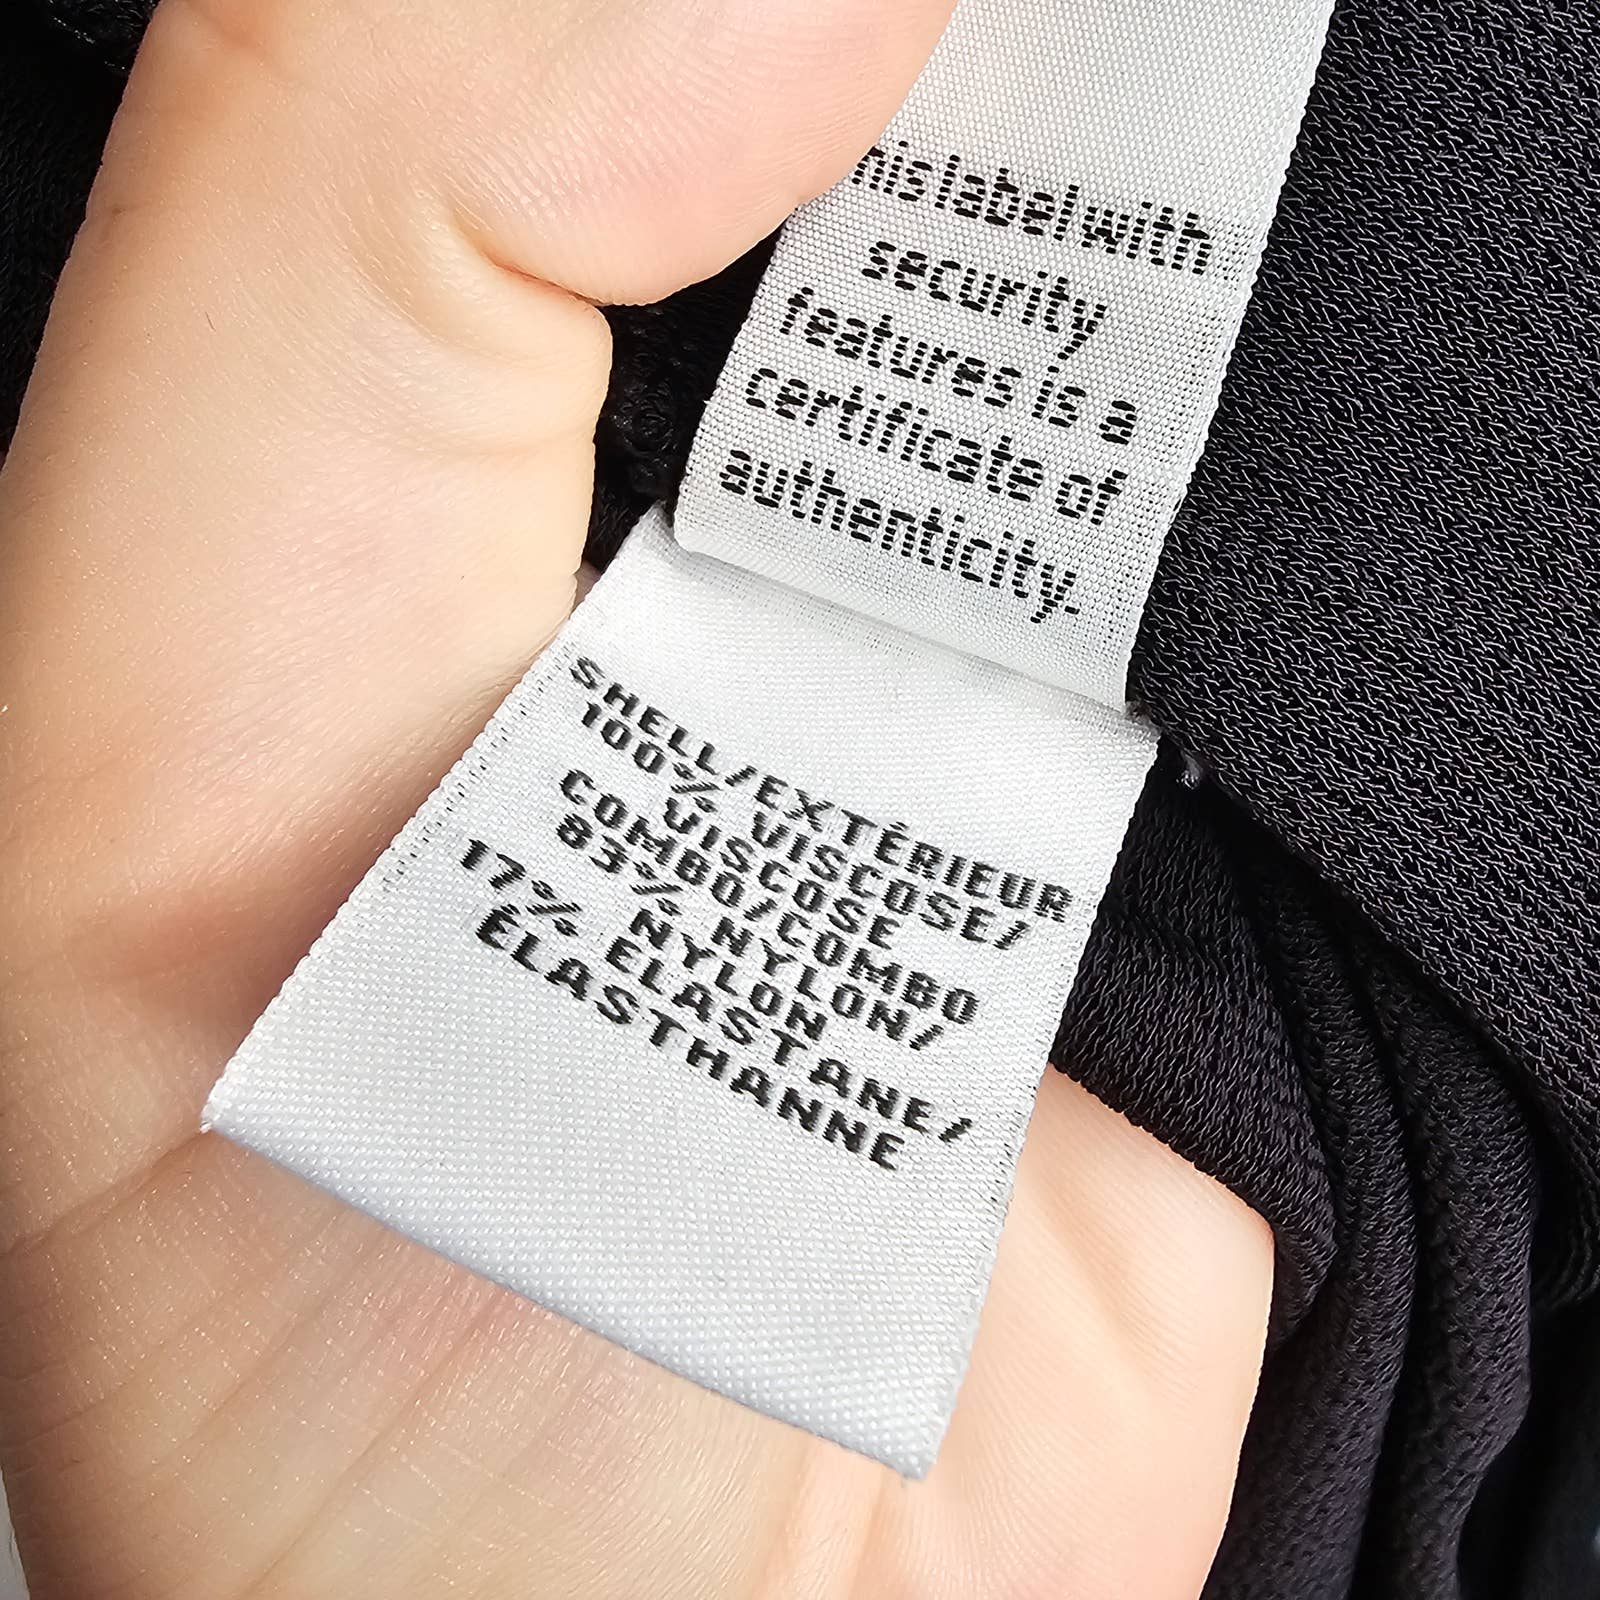 label with
security
features is a
certificate of
authenticity.
SHELL/EXTÉRIEUR
100% VISCOSE/
VISCOSE
COMBO/COMBO
83% NYLON/
NYLON
17% ELASTANE/
ÉLASTHANNE